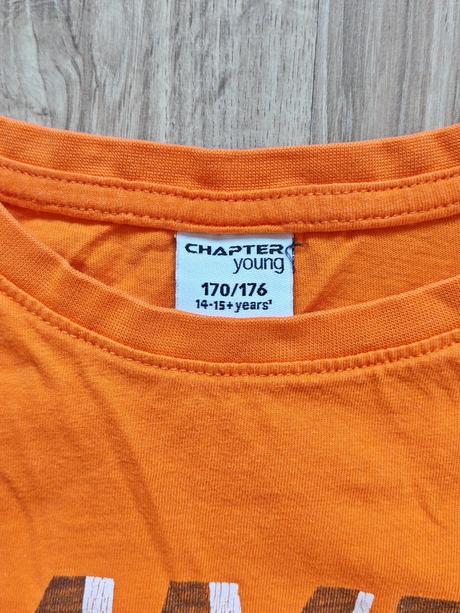 CHAPTER
young
170/176
14-15+years'